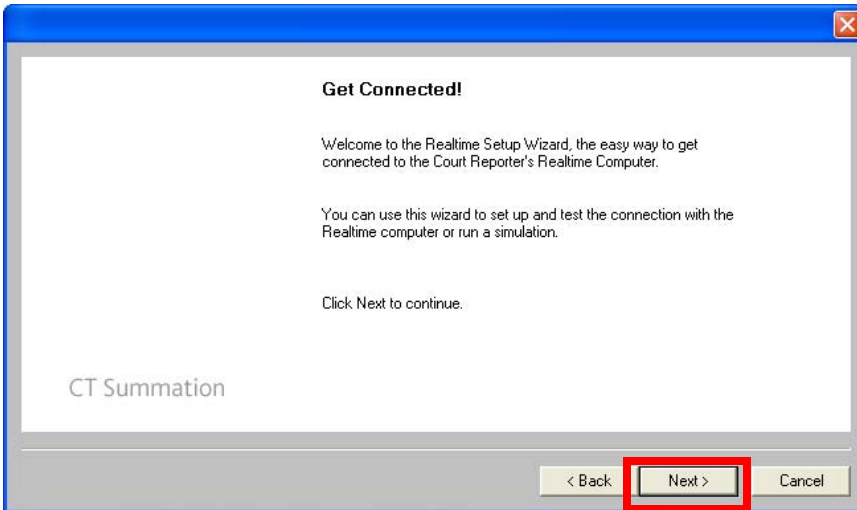 Get Connected!
Welcome to the Realtime Setup Wizard, the easy way to get
connected to the Court Reporter's Realtime Computer.
You can use this wizard to set up and test the connection with the
Realtime computer or run a simulation.
Click Next to continue.
CT Summation
< Back Next > Cancel